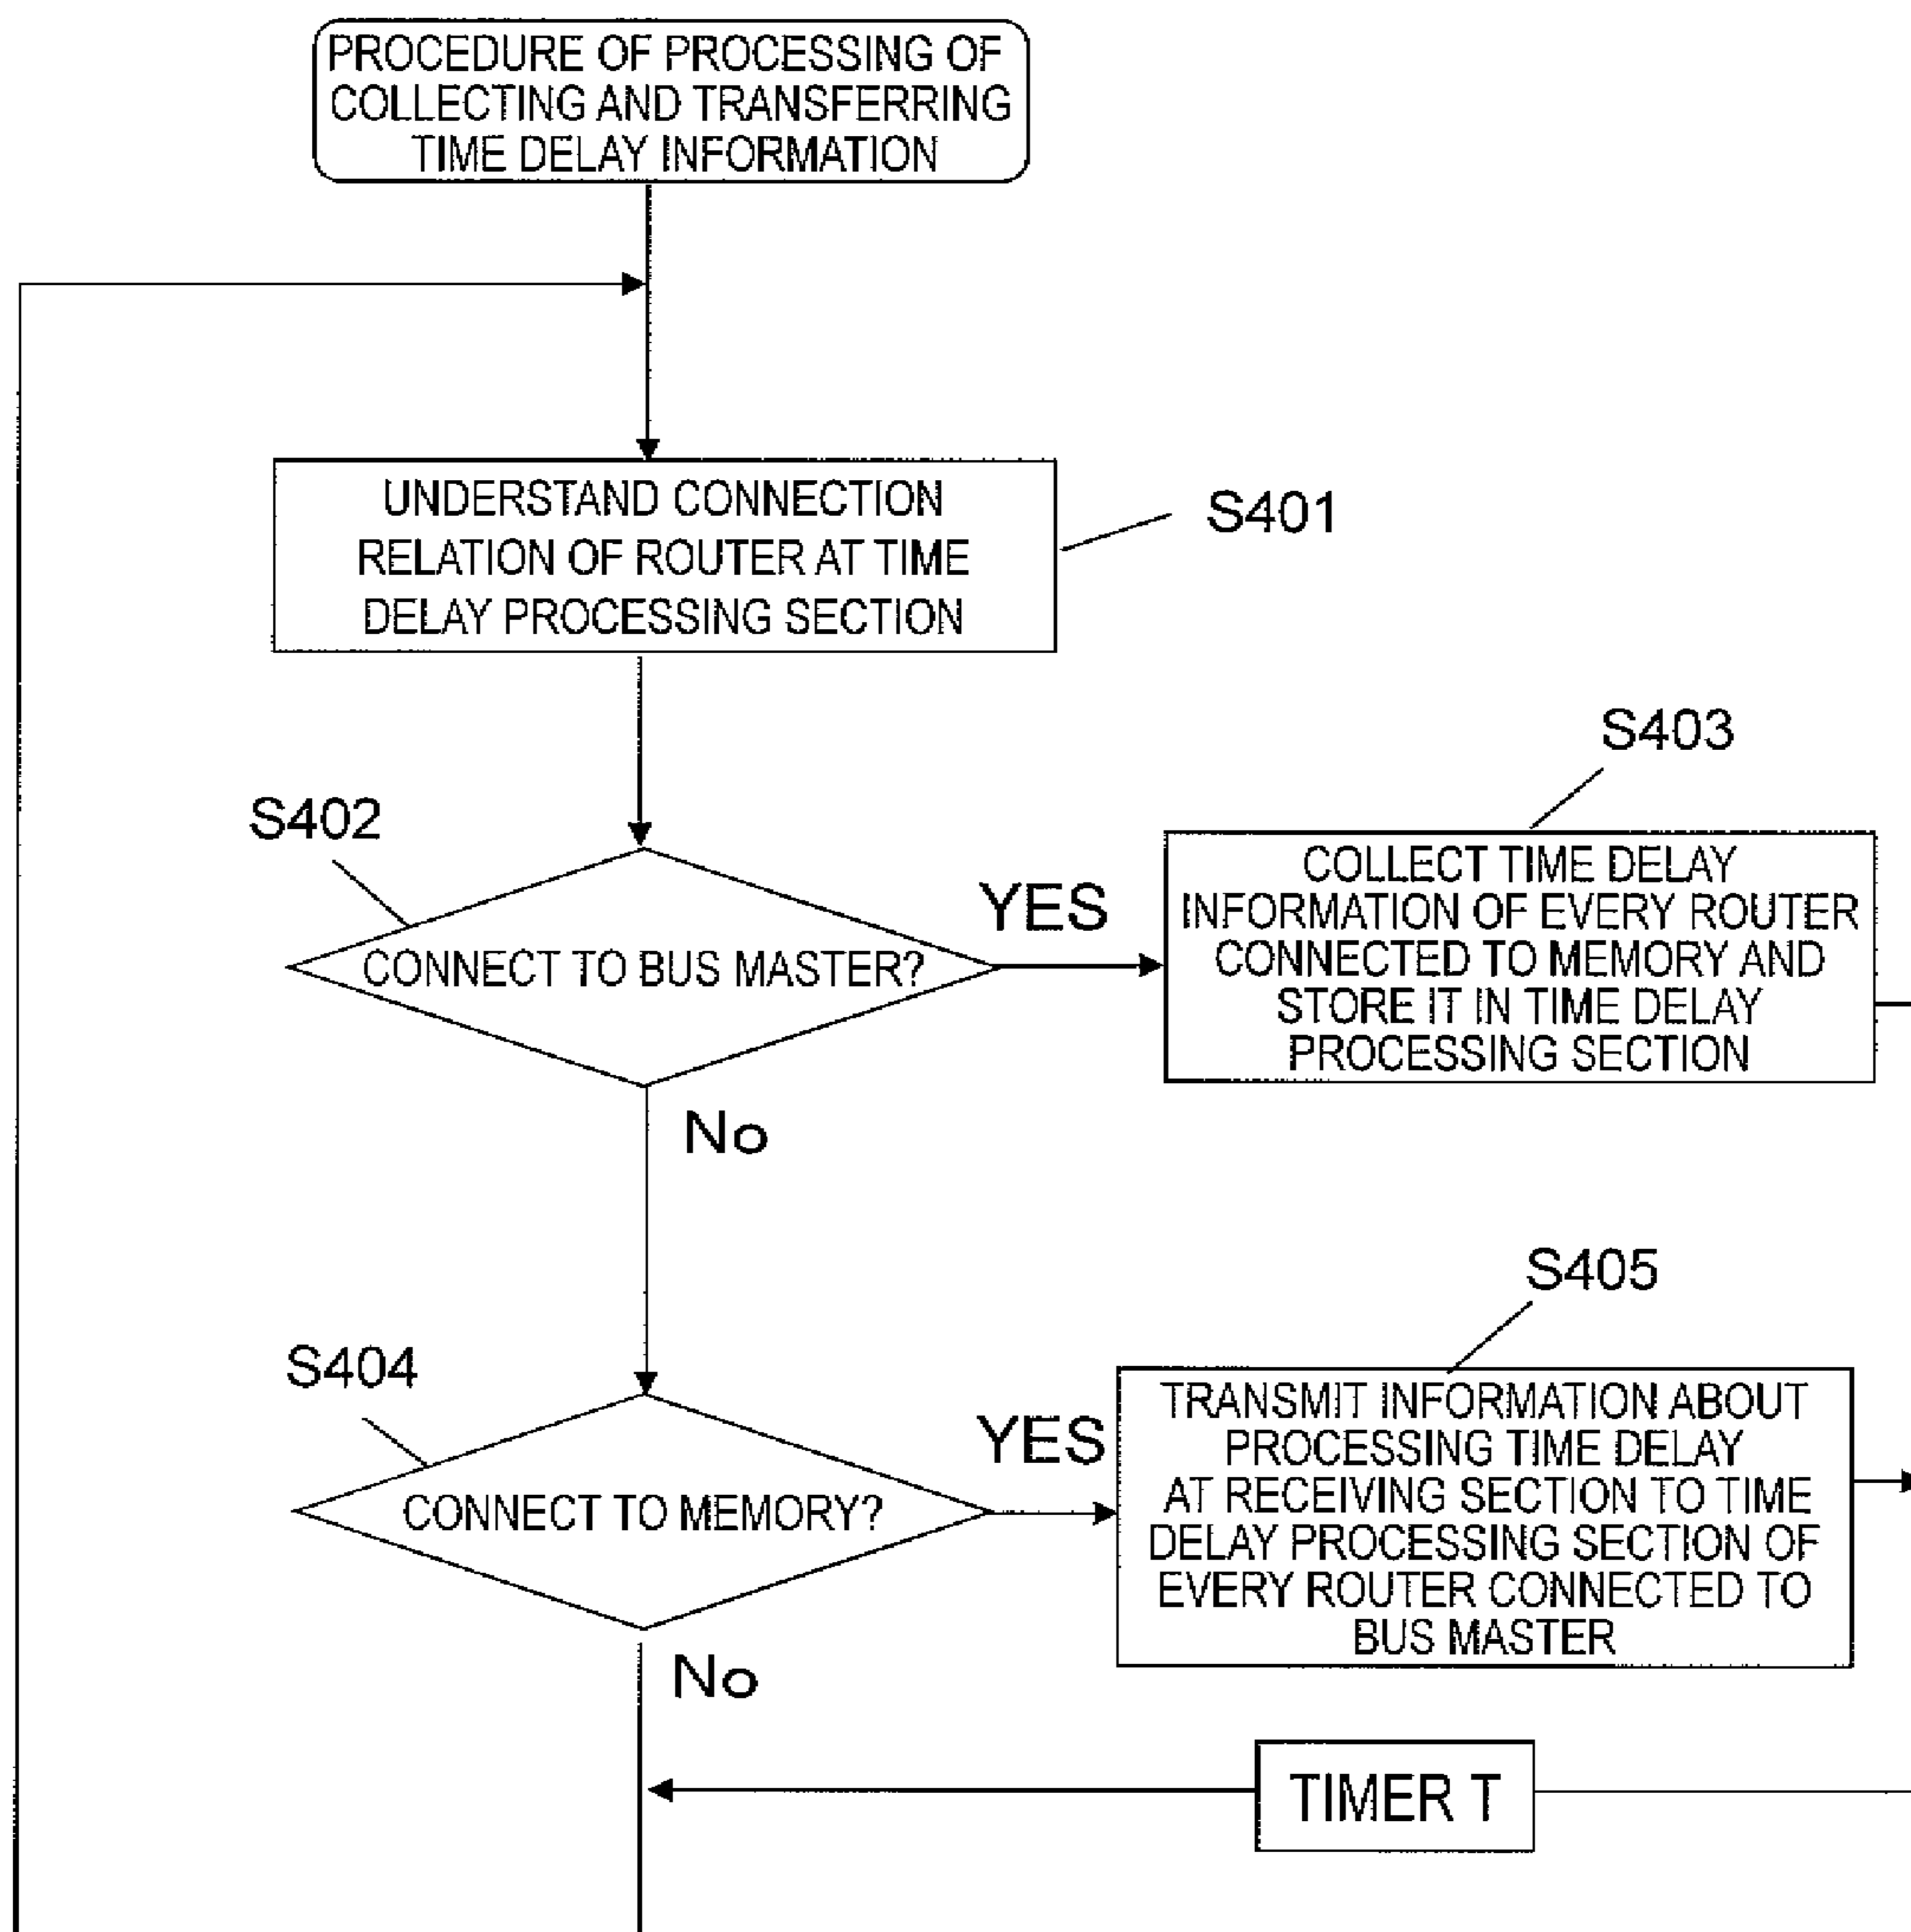 PROCEDURE OF PROCESSING OF
COLLECTING AND TRANSFERRING
TIME DELAY INFORMATION
UNDERSTAND CONNECTION
RELATION OF ROUTER AT TIME
DELAY PROCESSING SECTION
S401
S402
CONNECT TO BUS MASTER?
YES
No
S403
COLLECT TIME DELAY
INFORMATION OF EVERY ROUTER
CONNECTED TO MEMORY AND
STORE IT IN TIME DELAY
PROCESSING SECTION
S404
CONNECT TO MEMORY?
YES
No
S405
TRANSMIT INFORMATION ABOUT
PROCESSING TIME DELAY
AT RECEIVING SECTION TO TIME
DELAY PROCESSING SECTION OF
EVERY ROUTER CONNECTED TO
BUS MASTER
TIMER T